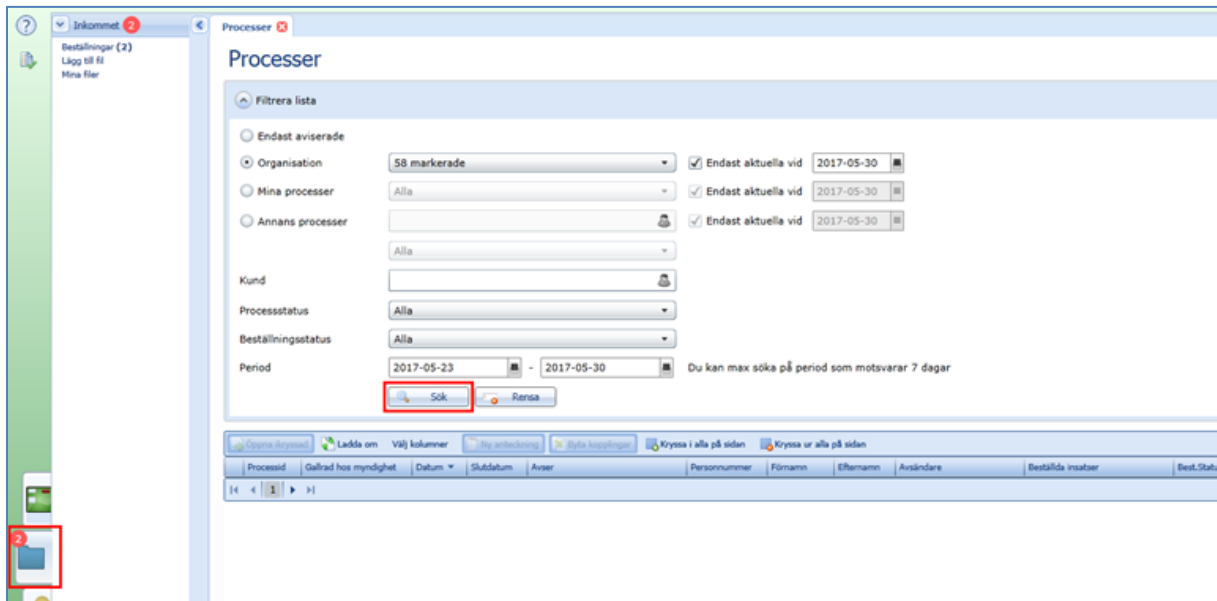 Inkommet 2
Beställningar (2)
Lägg till fil
Mina filer
Processer
Processer
Filtrera lista
Endast aviserade
Organisation 58 markerade Endast aktuella vid 2017-05-30
Mina processer Alla Endast aktuella vid 2017-05-30
Annans processer Endast aktuella vid 2017-05-30
Alla
Kund
Processstatus Alla
Beställningsstatus Alla
Period 2017-05-23 - 2017-05-30 Du kan max söka på period som motsvarar 7 dagar
Sök Rensa
Öppna ikryssad Ladda om Välj kolumner Ny anteckning Byta kopplingar Kryssa i alla på sidan Kryssa ur alla på sidan
Processid Gallrad hos myndighet Datum Slutdatum Avser Personnummer Förnamn Efternamn Avsändare Beställda insatser Best.Statu
1
2